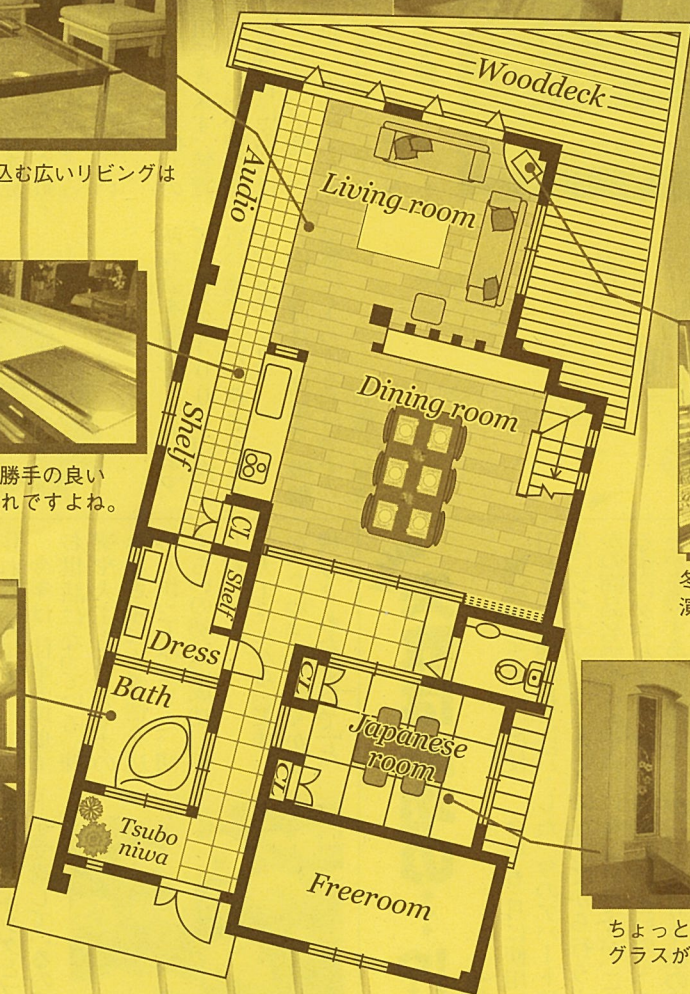 Wooddeck
込む広いリビングは
Audio
Living room
Dining room
Shelf
勝手の良い
れですよね。
CL
Shelf
Dress
Bath
CL
Japanese
room
CL
Tsubo
niwa
Freeroom
ちょっと
グラスが